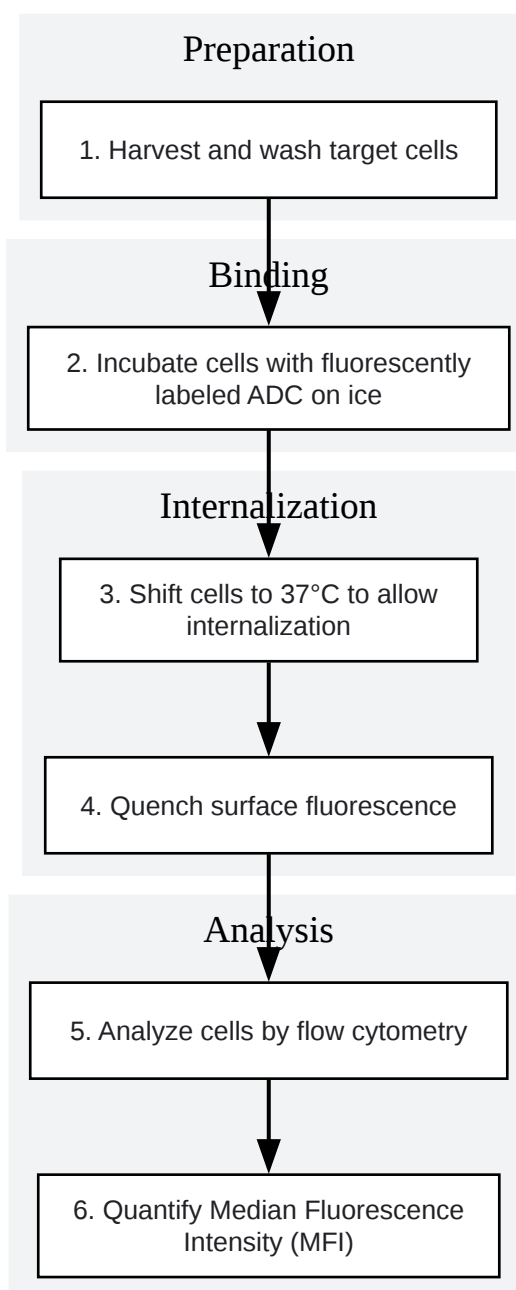 Preparation
1. Harvest and wash target cells
Binding
2. Incubate cells with fluorescently
labeled ADC on ice
Internalization
3. Shift cells to 37°C to allow
internalization
4. Quench surface fluorescence
Analysis
5. Analyze cells by flow cytometry
6. Quantify Median Fluorescence
Intensity (MFI)